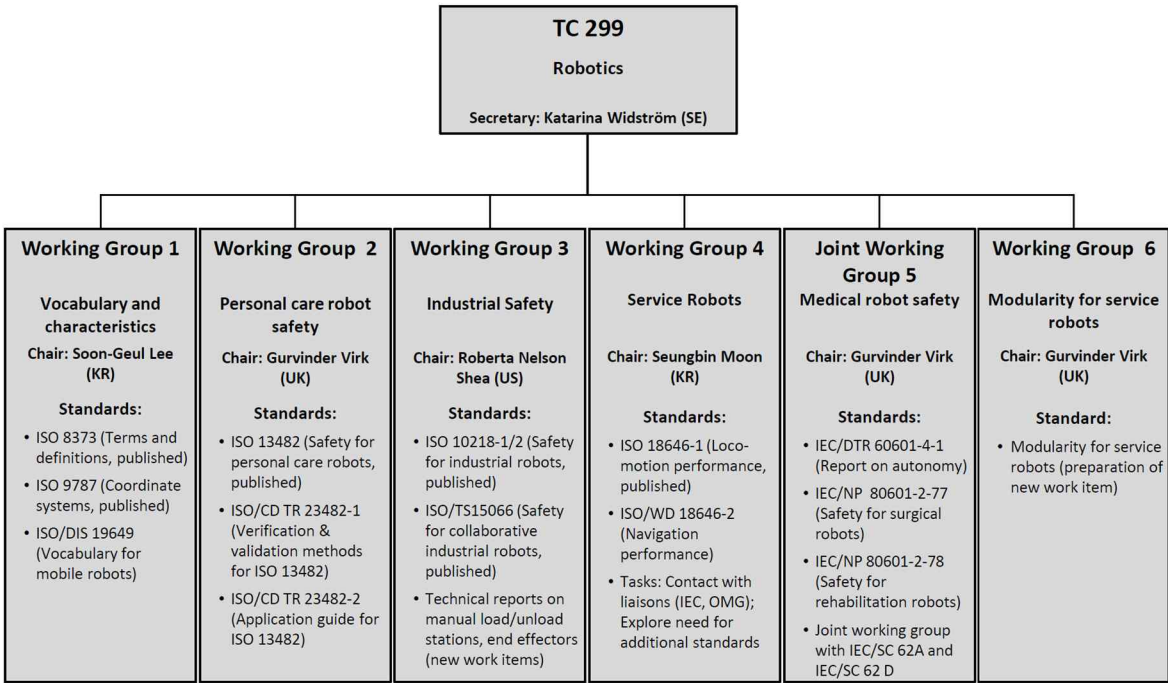 TC 299
Robotics
Secretary: Katarina Widström (SE)
Working Group 1
Vocabulary and
characteristics
Chair: Soon-Geul Lee
(KR)
Standards:
• ISO 8373 (Terms and
definitions, published)
• ISO 9787 (Coordinate
systems, published)
• ISO/DIS 19649
(Vocabulary for
mobile robots)
Working Group 2
Personal care robot
safety
Chair: Gurvinder Virk
(UK)
Standards:
• ISO 13482 (Safety for
personal care robots,
published)
• ISO/CD TR 23482-1
(Verification &
validation methods
for ISO 13482)
• ISO/CD TR 23482-2
(Application guide for
ISO 13482)
Working Group 3
Industrial Safety
Chair: Roberta Nelson
Shea (US)
Standards:
• ISO 10218-1/2 (Safety
for industrial robots,
published)
• ISO/TS15066 (Safety
for collaborative
industrial robots,
published)
• Technical reports on
manual load/unload
stations, end effectors
(new work items)
Working Group 4
Service Robots
Chair: Seungbin Moon
(KR)
Standards:
• ISO 18646-1 (Loco-
motion performance,
published)
• ISO/WD 18646-2
(Navigation
performance)
• Tasks: Contact with
liaisons (IEC, OMG);
Explore need for
additional standards
Joint Working
Group 5
Medical robot safety
Chair: Gurvinder Virk
(UK)
Standards:
• IEC/DTR 60601-4-1
(Report on autonomy)
• IEC/NP 80601-2-77
(Safety for surgical
robots)
• IEC/NP 80601-2-78
(Safety for
rehabilitation robots)
• Joint working group
with IEC/SC 62A and
IEC/SC 62 D
Working Group 6
Modularity for service
robots
Chair: Gurvinder Virk
(UK)
Standard:
• Modularity for service
robots (preparation of
new work item)